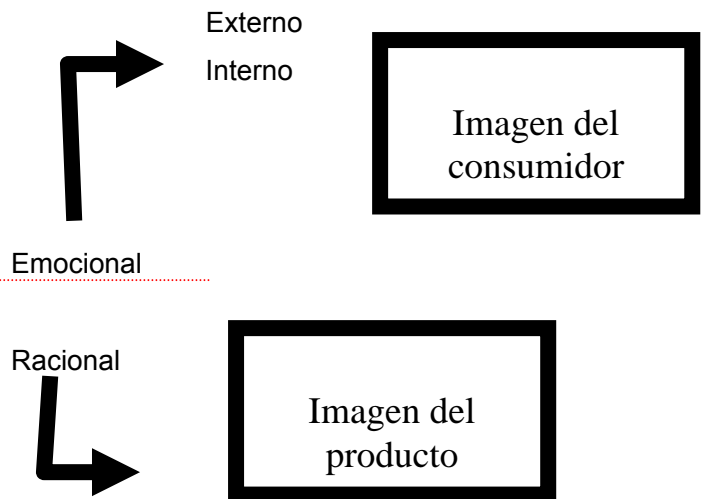 Externo
Interno
Imagen del
consumidor
Emocional
Racional
Imagen del
producto